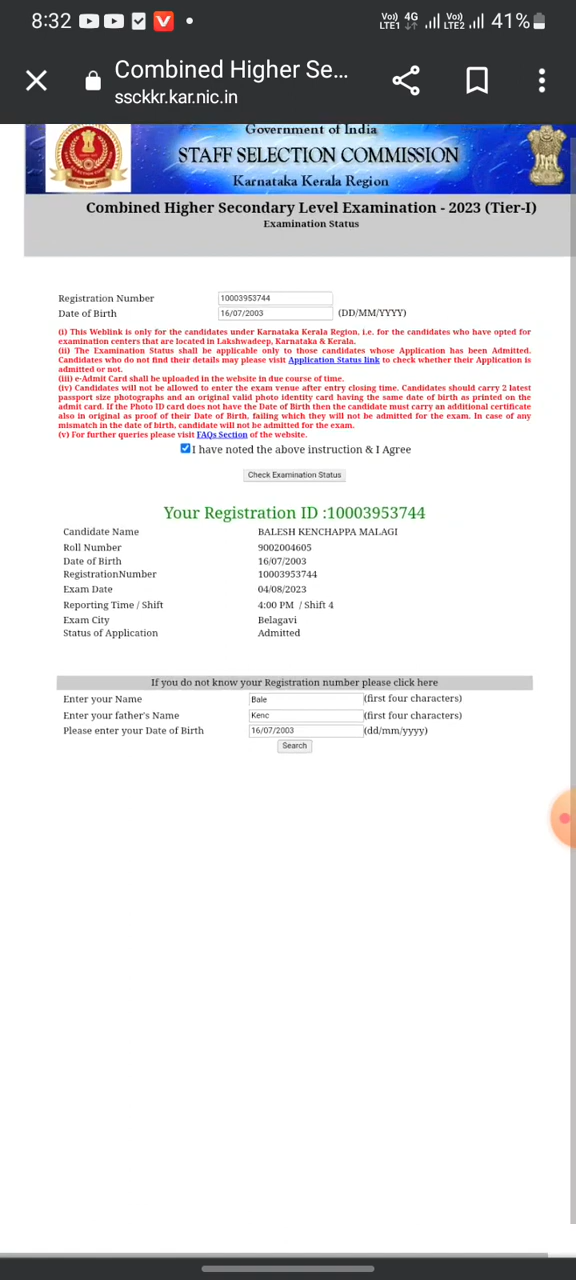 8:32
Vo) 4G LTE1 Vo) LTE2 41%
Combined Higher Se...
ssckkr.kar.nic.in
Government of India
STAFF SELECTION COMMISSION
Karnataka Kerala Region
Combined Higher Secondary Level Examination - 2023 (Tier-I)
Examination Status
Registration Number 10003953744
Date of Birth 16/07/2003 (DD/MM/YYYY)
(i) This Weblink is only for the candidates under Karnataka Kerala Region, i.e. for the candidates who have opted for
examination centers that are located in Lakshwadeep, Karnataka & Kerala.
(ii) The Examination Status shall be applicable only to those candidates whose Application has been Admitted.
Candidates who do not find their details may please visit Application Status link to check whether their Application is
admitted or not.
(iii) e-Admit Card shall be uploaded in the website in due course of time.
(iv) Candidates will not be allowed to enter the exam venue after entry closing time. Candidates should carry 2 latest
passport size photographs and an original valid photo identity card having the same date of birth as printed on the
admit card. If the Photo ID card does not have the Date of Birth then the candidate must carry an additional certificate
also in original as proof of their Date of Birth, failing which they will not be admitted for the exam. In case of any
mismatch in the date of birth, candidate will not be admitted for the exam.
(v) For further queries please visit FAQs Section of the website.
I have noted the above instruction & I Agree
Check Examination Status
Your Registration ID :10003953744
Candidate Name BALESH KENCHAPPA MALAGI
Roll Number 9002004605
Date of Birth 16/07/2003
RegistrationNumber 10003953744
Exam Date 04/08/2023
Reporting Time / Shift 4:00 PM / Shift 4
Exam City Belagavi
Status of Application Admitted
If you do not know your Registration number please click here
Enter your Name Bale (first four characters)
Enter your father's Name Kenc (first four characters)
Please enter your Date of Birth 16/07/2003 (dd/mm/yyyy)
Search